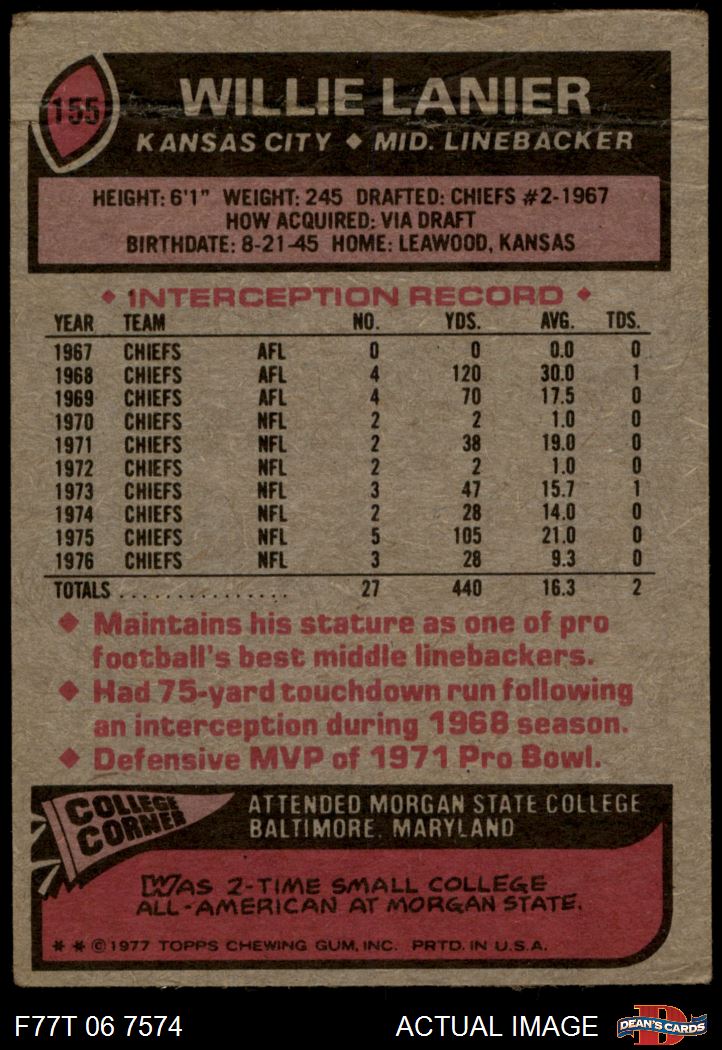 155
WILLIE LANIER
KANSAS CITY ◆ MID. LINEBACKER
HEIGHT: 6'1" WEIGHT: 245 DRAFTED: CHIEFS #2-1967
HOW ACQUIRED: VIA DRAFT
BIRTHDATE: 8-21-45 HOME: LEAWOOD, KANSAS
◆ INTERCEPTION RECORD ◆
YEAR TEAM NO. YDS. AVG. TDS.
1967 CHIEFS AFL 0 0 0.0 0
1968 CHIEFS AFL 4 120 30.0 1
1969 CHIEFS AFL 4 70 17.5 0
1970 CHIEFS NFL 2 2 1.0 0
1971 CHIEFS NFL 2 38 19.0 0
1972 CHIEFS NFL 2 2 1.0 0
1973 CHIEFS NFL 3 47 15.7 1
1974 CHIEFS NFL 2 28 14.0 0
1975 CHIEFS NFL 5 105 21.0 0
1976 CHIEFS NFL 3 28 9.3 0
TOTALS . . . . . . . . . . . . . . . 27 440 16.3 2
◆ Maintains his stature as one of pro
football's best middle linebackers.
◆ Had 75-yard touchdown run following
an interception during 1968 season.
◆ Defensive MVP of 1971 Pro Bowl.
COLLEGE
CORNER
ATTENDED MORGAN STATE COLLEGE
BALTIMORE, MARYLAND
WAS 2-TIME SMALL COLLEGE
ALL-AMERICAN AT MORGAN STATE.
* * © 1977 TOPPS CHEWING GUM, INC. PRTD. IN U.S.A.
F77T 06 7574
ACTUAL IMAGE
D
DEAN'S CARDS